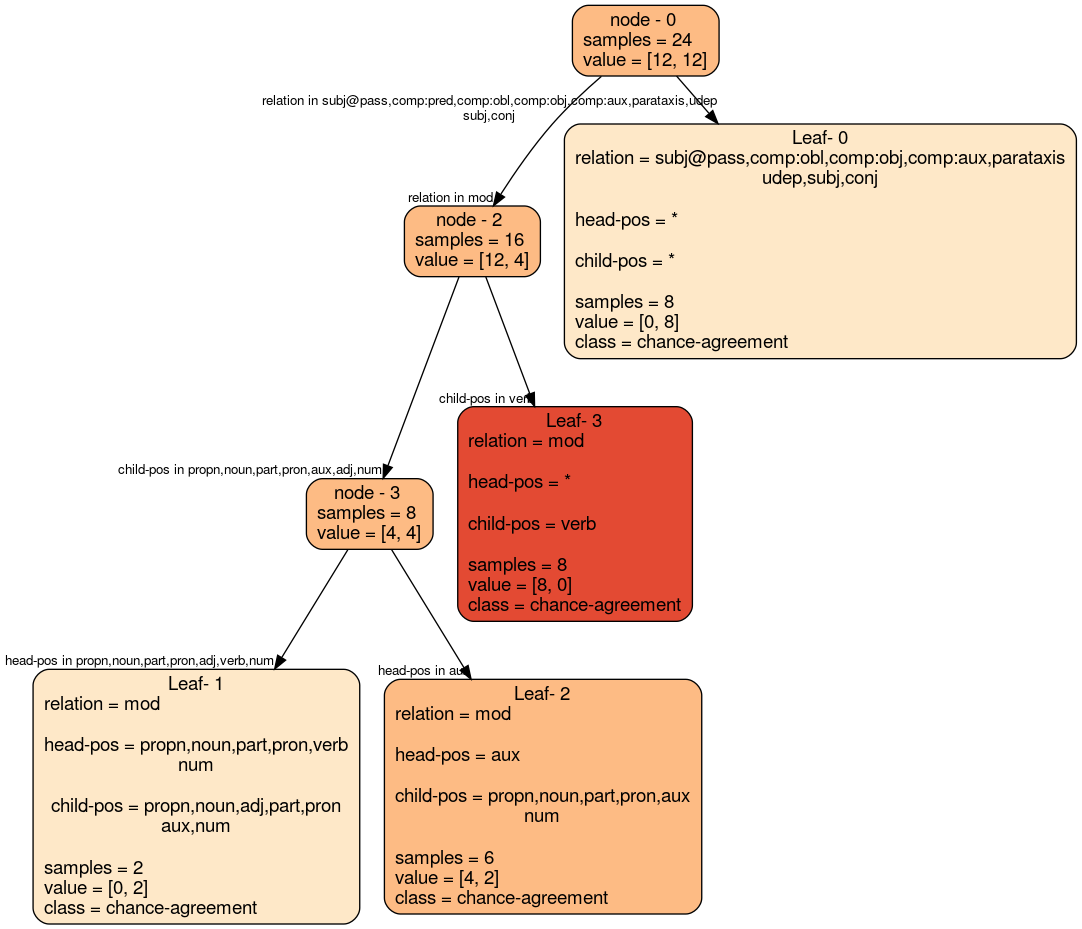 node - 0
samples = 24
value = [12, 12]
relation in subj@pass,comp:pred,comp:obl,comp:obj,comp:aux,parataxis,udep
subj,conj
Leaf- 0
relation = subj@pass,comp:obl,comp:obj,comp:aux,parataxis
udep,subj,conj
head-pos = *
child-pos = *
samples = 8
value = [0, 8]
class = chance-agreement
relation in mod
node - 2
samples = 16
value = [12, 4]
child-pos in verb
Leaf- 3
relation = mod
head-pos = *
child-pos = verb
samples = 8
value = [8, 0]
class = chance-agreement
child-pos in propn,noun,part,pron,aux,adj,num
node - 3
samples = 8
value = [4, 4]
head-pos in propn,noun,part,pron,adj,verb,num
Leaf- 1
relation = mod
head-pos = propn,noun,part,pron,verb
num
child-pos = propn,noun,adj,part,pron
aux,num
samples = 2
value = [0, 2]
class = chance-agreement
head-pos in aux
Leaf- 2
relation = mod
head-pos = aux
child-pos = propn,noun,part,pron,aux
num
samples = 6
value = [4, 2]
class = chance-agreement